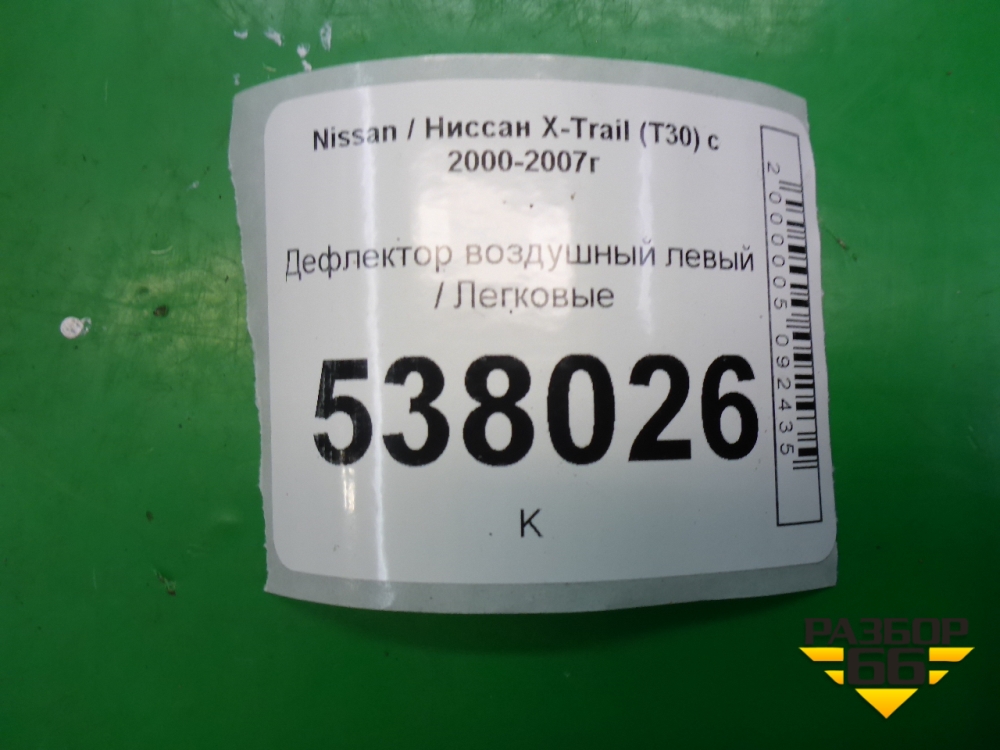 Nissan / Ниссан X-Trail (T30) с
2000-2007г
Дефлектор воздушный левый
/ Легковые
538026
К
2000005092435
РАЗБОР
66